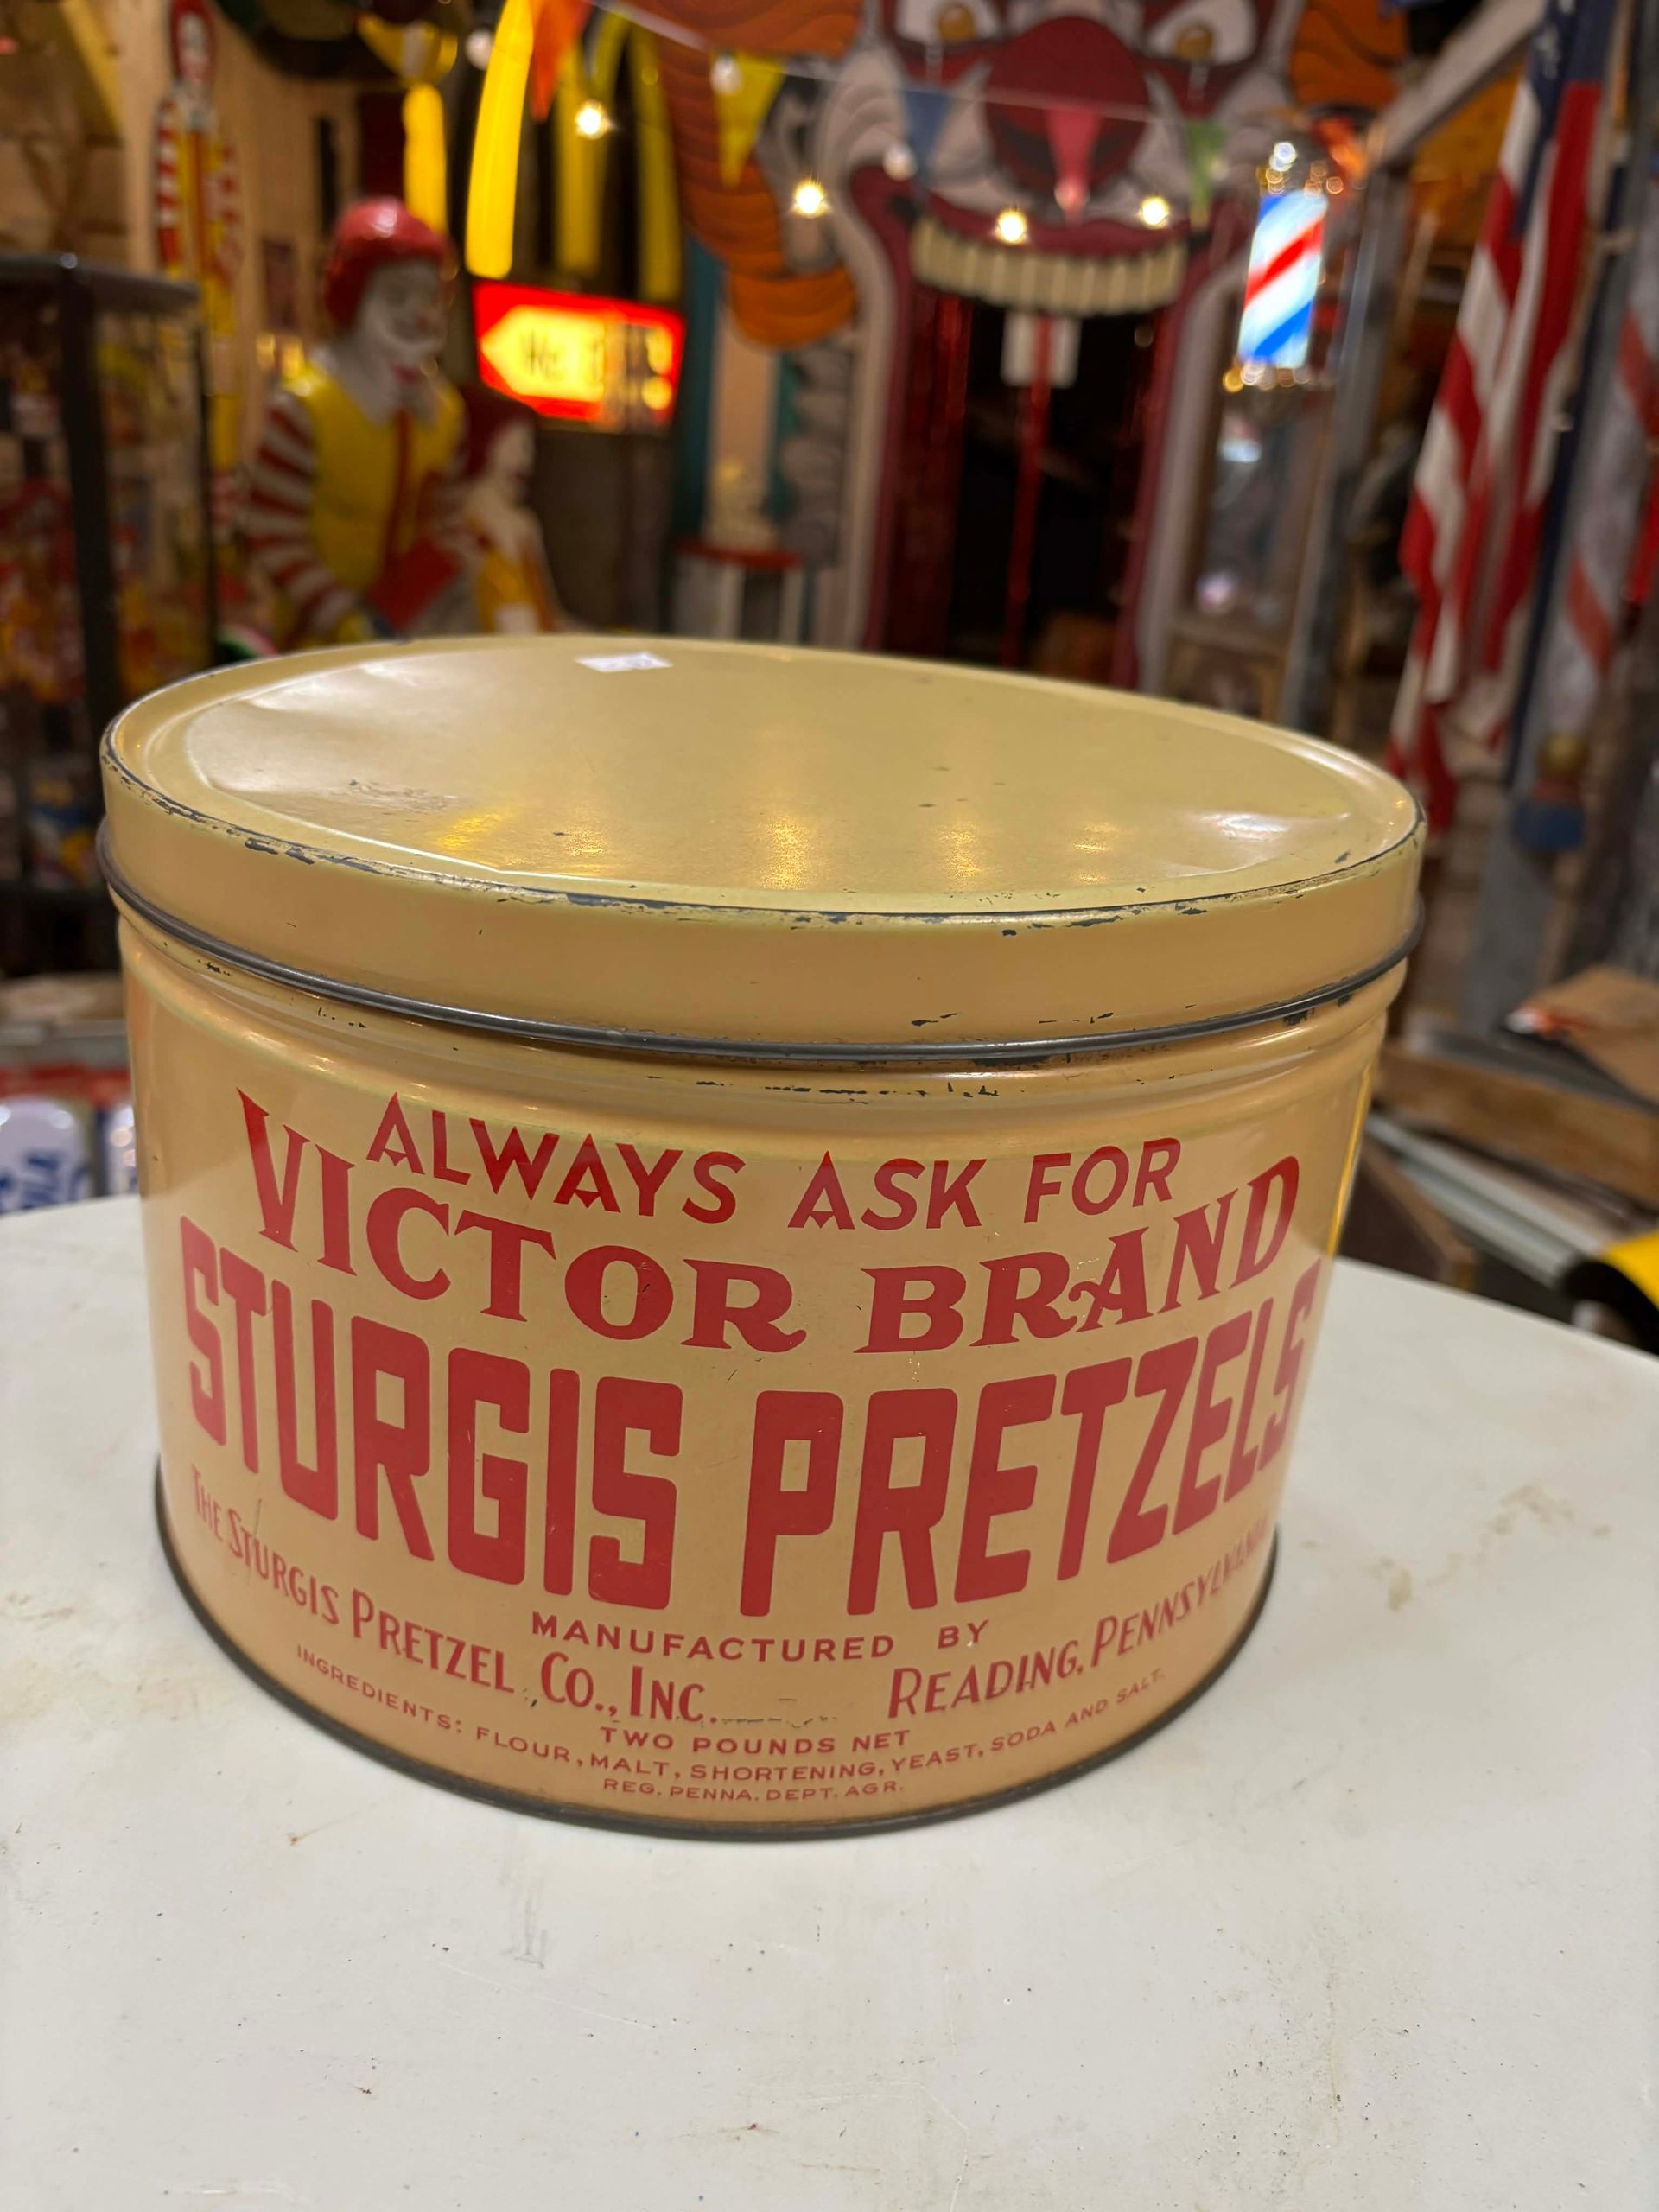 ALWAYS ASK FOR
VICTOR BRAND
STURGIS PRETZELS
MANUFACTURED BY
THE STURGIS PRETZEL CO., INC. READING, PENNSYLVANIA
TWO POUNDS NET
INGREDIENTS: FLOUR, MALT, SHORTENING, YEAST, SODA AND SALT.
REG. PENNA. DEPT. AGR.